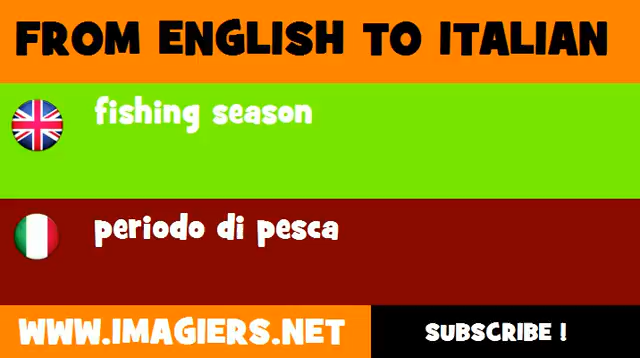 FROM ENGLISH TO ITALIAN
fishing season
periodo di pesca
WWW.IMAGIERS.NET
SUBSCRIBE !